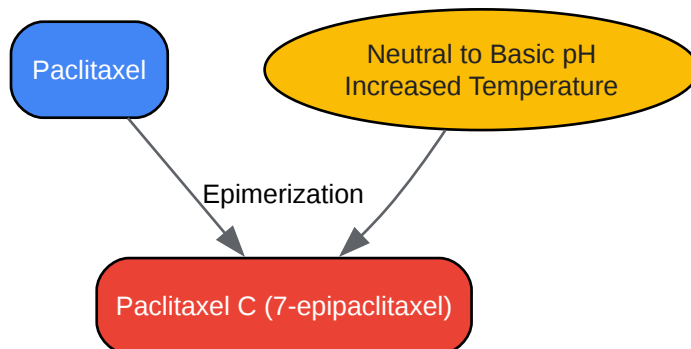 Paclitaxel
Neutral to Basic pH
Increased Temperature
Epimerization
Paclitaxel C (7-epipaclitaxel)